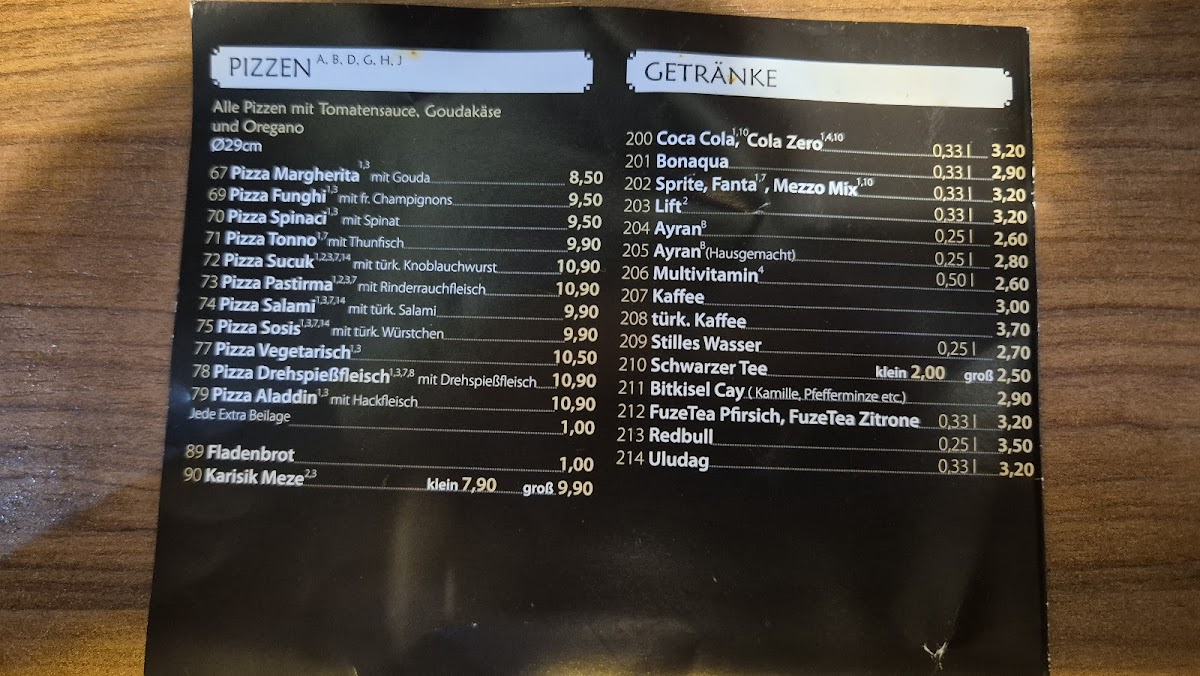 PIZZEN A, B, D, G, H, J
Alle Pizzen mit Tomatensauce, Goudakäse
und Oregano
Ø29cm
67 Pizza Margherita 1,3 mit Gouda 8,50
69 Pizza Funghi 1,3 mit fr. Champignons 9,50
70 Pizza Spinaci 1,3 mit Spinat 9,50
71 Pizza Tonno 1,7 mit Thunfisch 9,90
72 Pizza Sucuk 1,2,3,7,14 mit türk. Knoblauchwurst 10,90
73 Pizza Pastirma 1,2,3,7 mit Rinderrauchfleisch 10,90
74 Pizza Salami 1,3,7,14 mit türk. Salami 9,90
75 Pizza Sosis 1,3,7,14 mit türk. Würstchen 9,90
77 Pizza Vegetarisch 1,3 10,50
78 Pizza Drehspießfleisch 1,3,7,8 mit Drehspießfleisch 10,90
79 Pizza Aladdin 1,3 mit Hackfleisch 10,90
Jede Extra Beilage 1,00
89 Fladenbrot 1,00
90 Karisik Meze 2,3 klein 7,90 groß 9,90
GETRÄNKE
200 Coca Cola, 1,10 Cola Zero 1,4,10 0,33 l 3,20
201 Bonaqua 0,33 l 2,90
202 Sprite, Fanta 1,7, Mezzo Mix 1,10 0,33 l 3,20
203 Lift 2 0,33 l 3,20
204 Ayran B 0,25 l 2,60
205 Ayran B (Hausgemacht) 0,25 l 2,80
206 Multivitamin 4 0,50 l 2,60
207 Kaffee 3,00
208 türk. Kaffee 3,70
209 Stilles Wasser 0,25 l 2,70
210 Schwarzer Tee klein 2,00 groß 2,50
211 Bitkisel Cay ( Kamille, Pfefferminze etc.) 2,90
212 FuzeTea Pfirsich, FuzeTea Zitrone 0,33 l 3,20
213 Redbull 0,25 l 3,50
214 Uludag 0,33 l 3,20